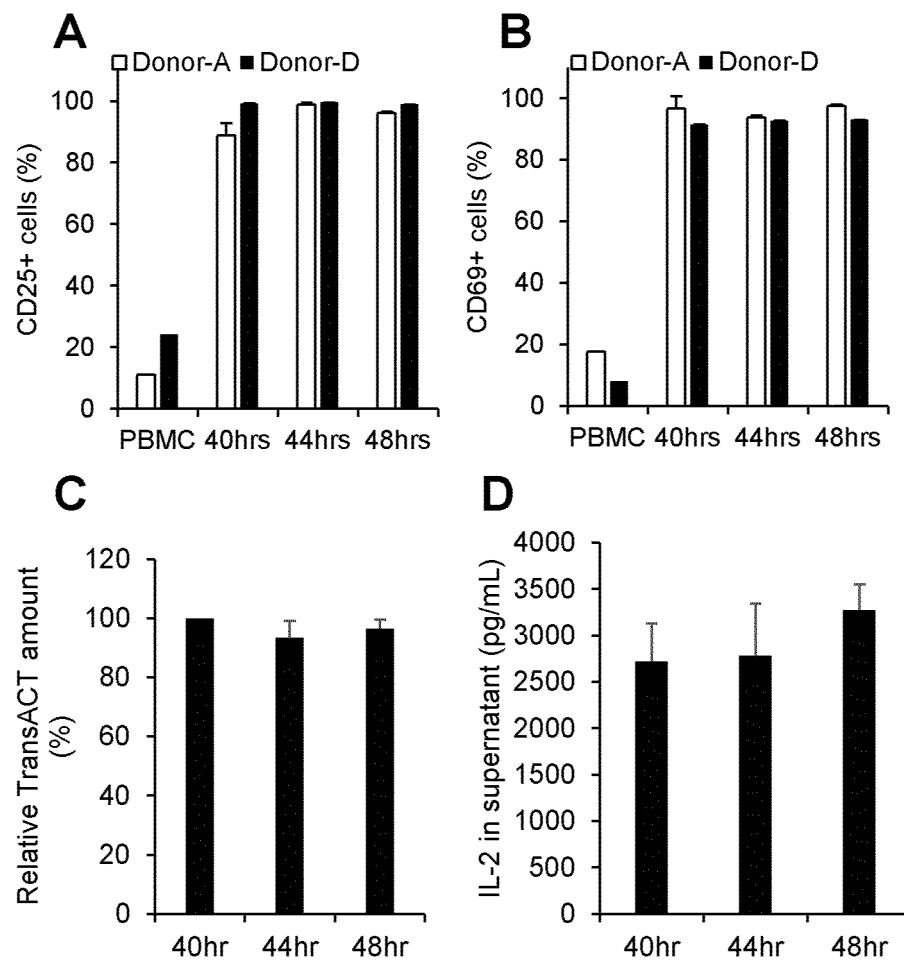 A
Donor-A Donor-D
CD25+ cells (%)
100
80
60
40
20
0
PBMC 40hrs 44hrs 48hrs
B
Donor-A Donor-D
CD69+ cells (%)
100
80
60
40
20
0
PBMC 40hrs 44hrs 48hrs
C
Relative TransACT amount
(%)
120
100
80
60
40
20
0
40hr 44hr 48hr
D
IL-2 in supernatant (pg/mL)
4000
3500
3000
2500
2000
1500
1000
500
0
40hr 44hr 48hr